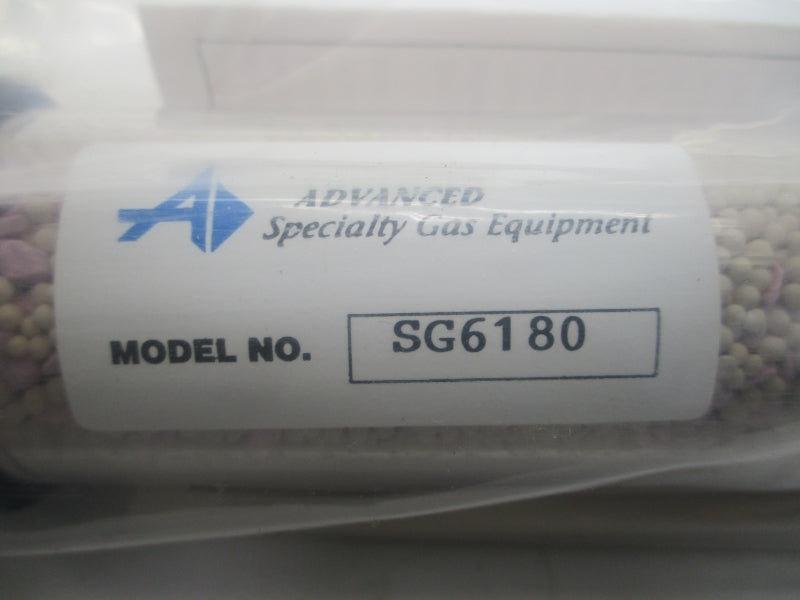 ADVANCED
Specialty Gas Equipment
MODEL NO. SG6180